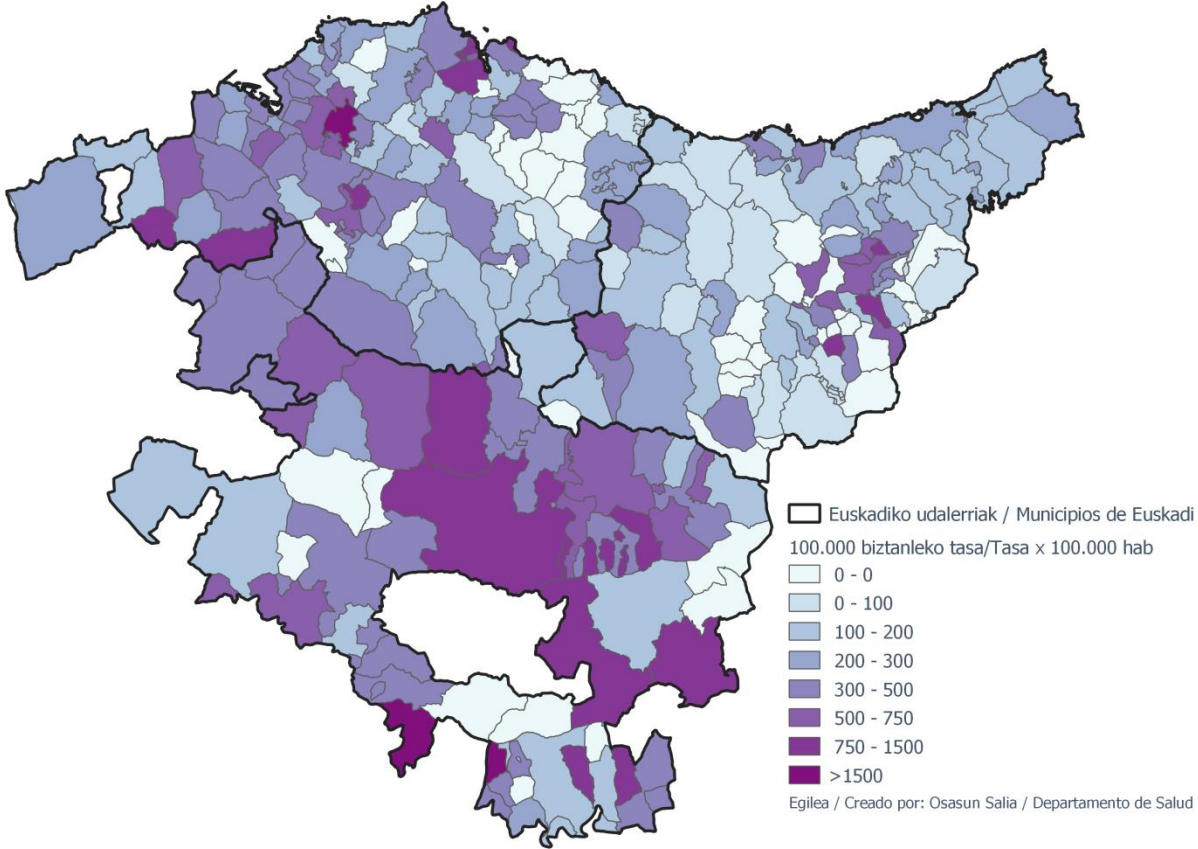 Euskadiko udalerriak / Municipios de Euskadi
100.000 biztanleko tasa/Tasa x 100.000 hab
0 - 0
0 - 100
100 - 200
200 - 300
300 - 500
500 - 750
750 - 1500
>1500
Egilea / Creado por: Osasun Salia / Departamento de Salud